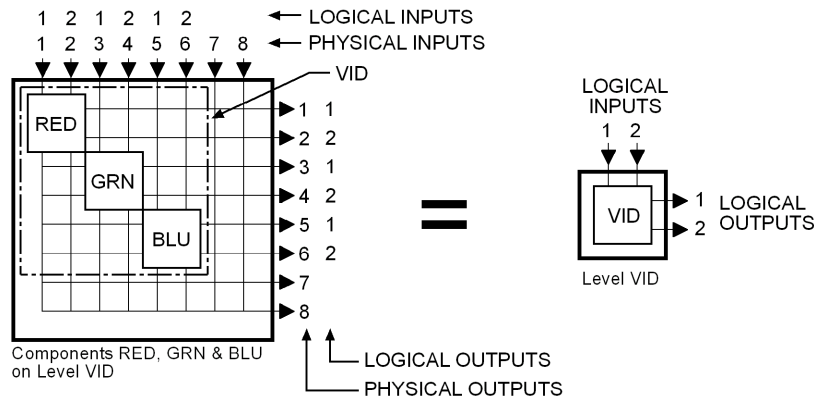 1 2 1 2 1 2 LOGICAL INPUTS
1 2 3 4 5 6 7 8 PHYSICAL INPUTS
VID
RED
GRN
BLU
1 1
2 2
3 1
4 2
5 1
6 2
7
8
Components RED, GRN & BLU
on Level VID
LOGICAL OUTPUTS
PHYSICAL OUTPUTS
=
LOGICAL
INPUTS
1 2
VID
1
2
LOGICAL
OUTPUTS
Level VID